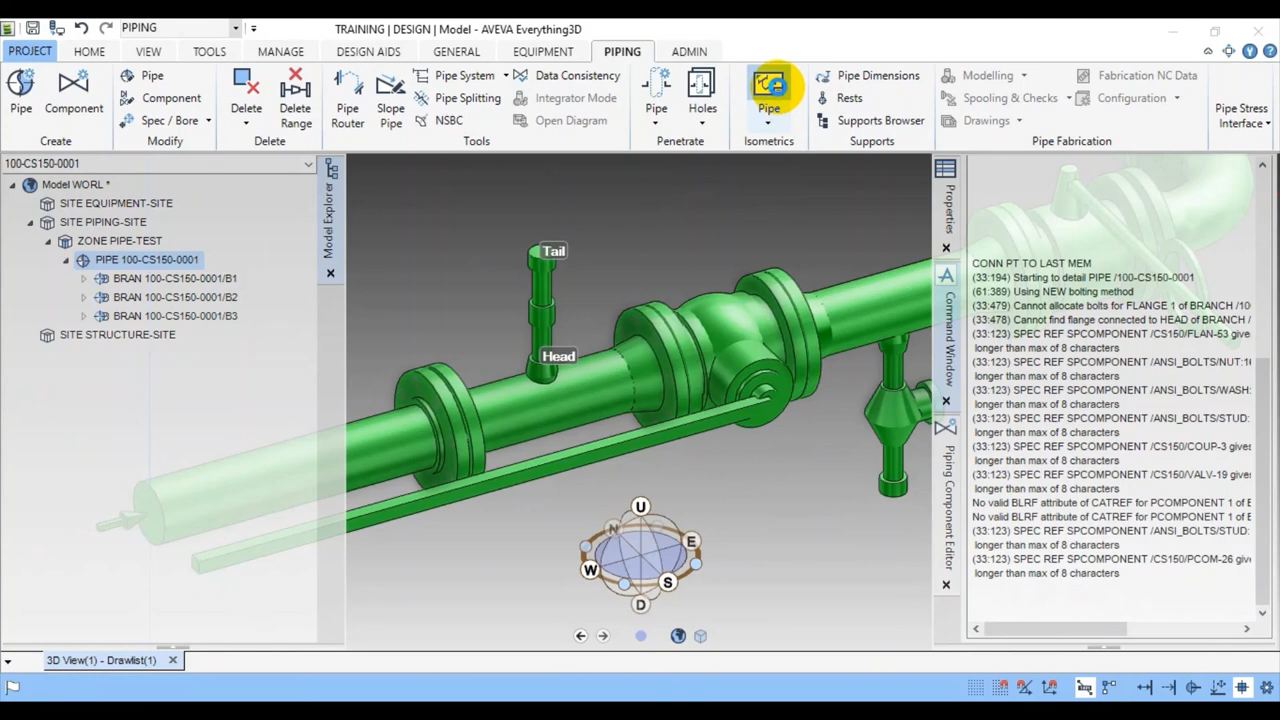 PIPING
TRAINING | DESIGN | Model - AVEVA Everything3D
PROJECT HOME VIEW TOOLS MANAGE DESIGN AIDS GENERAL EQUIPMENT PIPING ADMIN
Pipe
Component
Create
Pipe
Component
Spec / Bore
Modify
Delete
Delete Range
Delete
Pipe Router
Slope Pipe
Pipe System
Pipe Splitting
NSBC
Data Consistency
Integrator Mode
Open Diagram
Tools
Pipe
Holes
Penetrate
Pipe
Isometrics
Pipe Dimensions
Rests
Supports Browser
Supports
Modelling
Spooling & Checks
Drawings
Fabrication NC Data
Configuration
Pipe Fabrication
Pipe Stress Interface
100-CS150-0001
Model WORL *
SITE EQUIPMENT-SITE
SITE PIPING-SITE
ZONE PIPE-TEST
PIPE 100-CS150-0001
BRAN 100-CS150-0001/B1
BRAN 100-CS150-0001/B2
BRAN 100-CS150-0001/B3
SITE STRUCTURE-SITE
Model Explorer
Tail
Head
U
N
E
W
S
D
Properties
Command Window
Piping Component Editor
CONN PT TO LAST MEM
(33:194) Starting to detail PIPE /100-CS150-0001
(61:389) Using NEW bolting method
(33:479) Cannot allocate bolts for FLANGE 1 of BRANCH /10
(33:478) Cannot find flange connected to HEAD of BRANCH /
(33:123) SPEC REF SPCOMPONENT /CS150/FLAN-53 give
longer than max of 8 characters
(33:123) SPEC REF SPCOMPONENT /ANSI_BOLTS/NUT:16
longer than max of 8 characters
(33:123) SPEC REF SPCOMPONENT /ANSI_BOLTS/WASH:
longer than max of 8 characters
(33:123) SPEC REF SPCOMPONENT /ANSI_BOLTS/STUD:
longer than max of 8 characters
(33:123) SPEC REF SPCOMPONENT /CS150/COUP-3 gives
longer than max of 8 characters
(33:123) SPEC REF SPCOMPONENT /CS150/VALV-19 gives
longer than max of 8 characters
No valid BLRF attribute of CATREF for PCOMPONENT 1 of B
No valid BLRF attribute of CATREF for PCOMPONENT 1 of B
(33:123) SPEC REF SPCOMPONENT /ANSI_BOLTS/STUD:
longer than max of 8 characters
(33:123) SPEC REF SPCOMPONENT /CS150/PCOM-26 give
longer than max of 8 characters
3D View(1) - Drawlist(1)